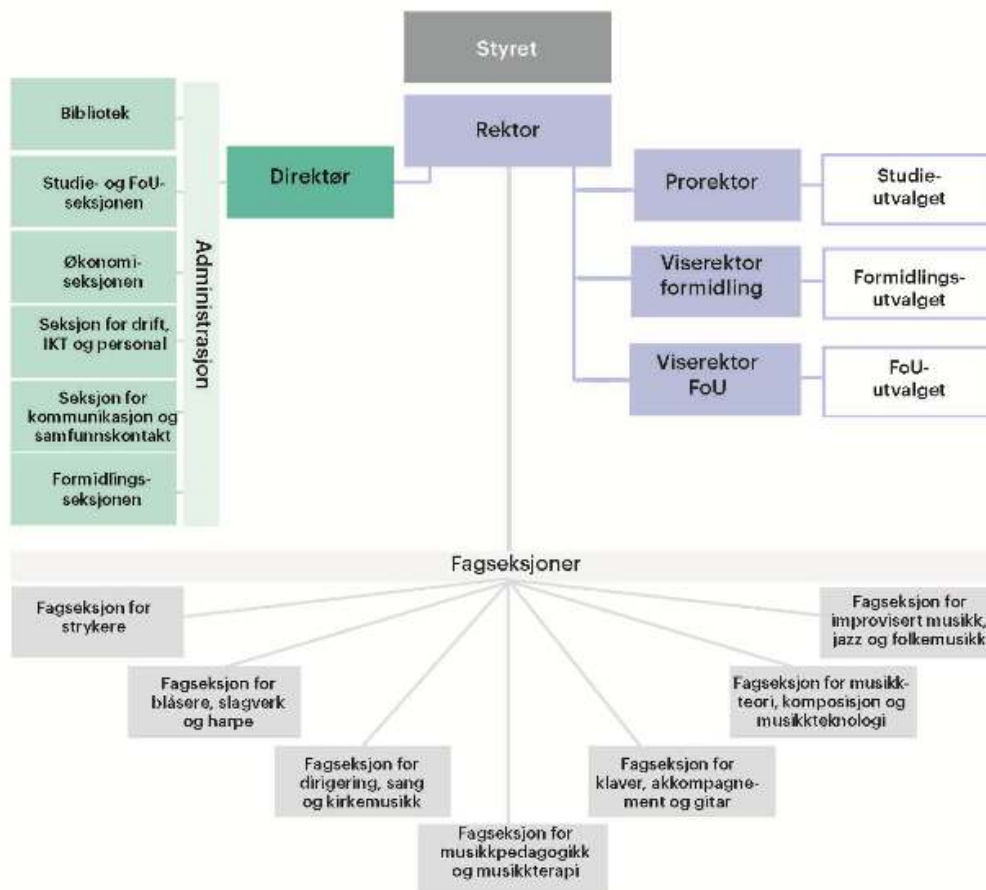 Styret
Rektor
Direktør
Administrasjon
Bibliotek
Studie- og FoU-
seksjonen
Økonomi-
seksjonen
Seksjon for drift,
IKT og personal
Seksjon for
kommunikasjon og
samfunnskontakt
Formidlings-
seksjonen
Prorektor
Studie-
utvalget
Viserektor
formidling
Formidlings-
utvalget
Viserektor
FoU
FoU-
utvalget
Fagseksjoner
Fagseksjon for
strykere
Fagseksjon for
blåsere, slagverk
og harpe
Fagseksjon for
dirigering, sang
og kirkemusikk
Fagseksjon for
musikkpedagogikk
og musikkterapi
Fagseksjon for
klaver, akkompagne-
ment og gitar
Fagseksjon for musikk-
teori, komposisjon og
musikkteknologi
Fagseksjon for
improvisert musikk,
jazz og folkemusikk